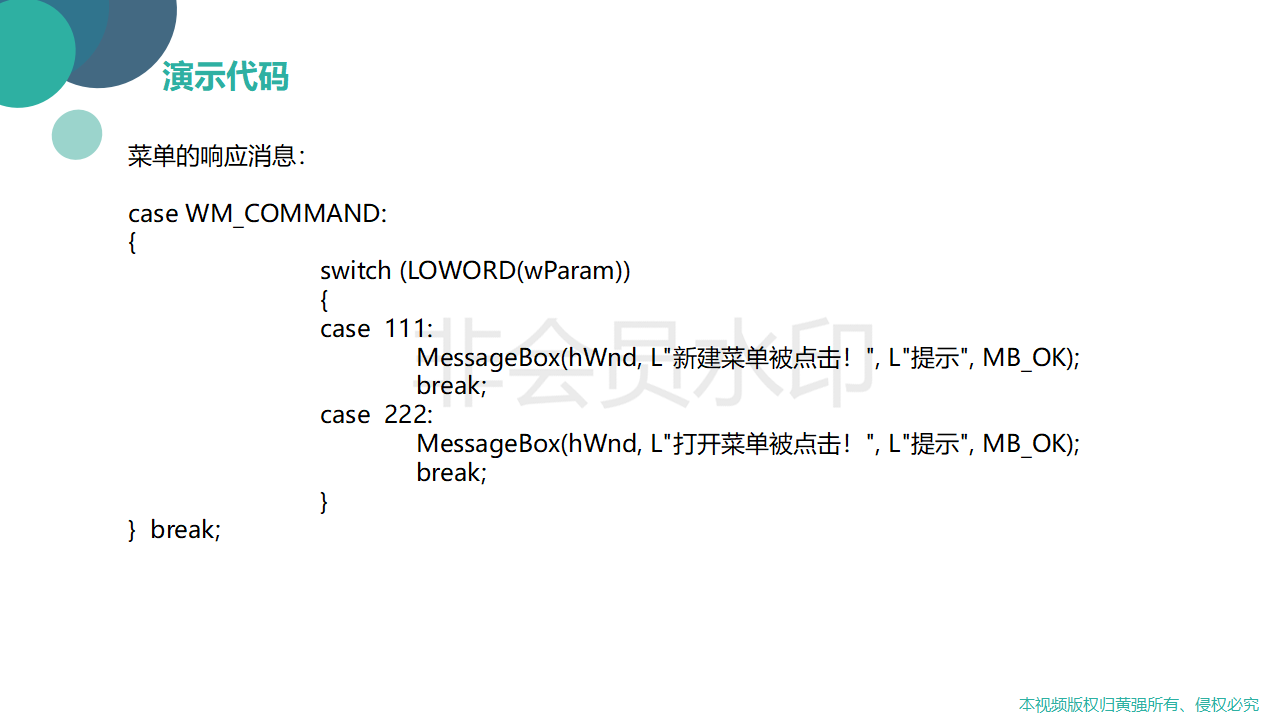 演示代码
菜单的响应消息：
case WM_COMMAND:
{
switch (LOWORD(wParam))
{
case  111:
MessageBox(hWnd, L"新建菜单被点击！", L"提示", MB_OK);
break;
case  222:
MessageBox(hWnd, L"打开菜单被点击！", L"提示", MB_OK);
break;
}
}  break;
非会员水印
本视频版权归黄强所有、侵权必究